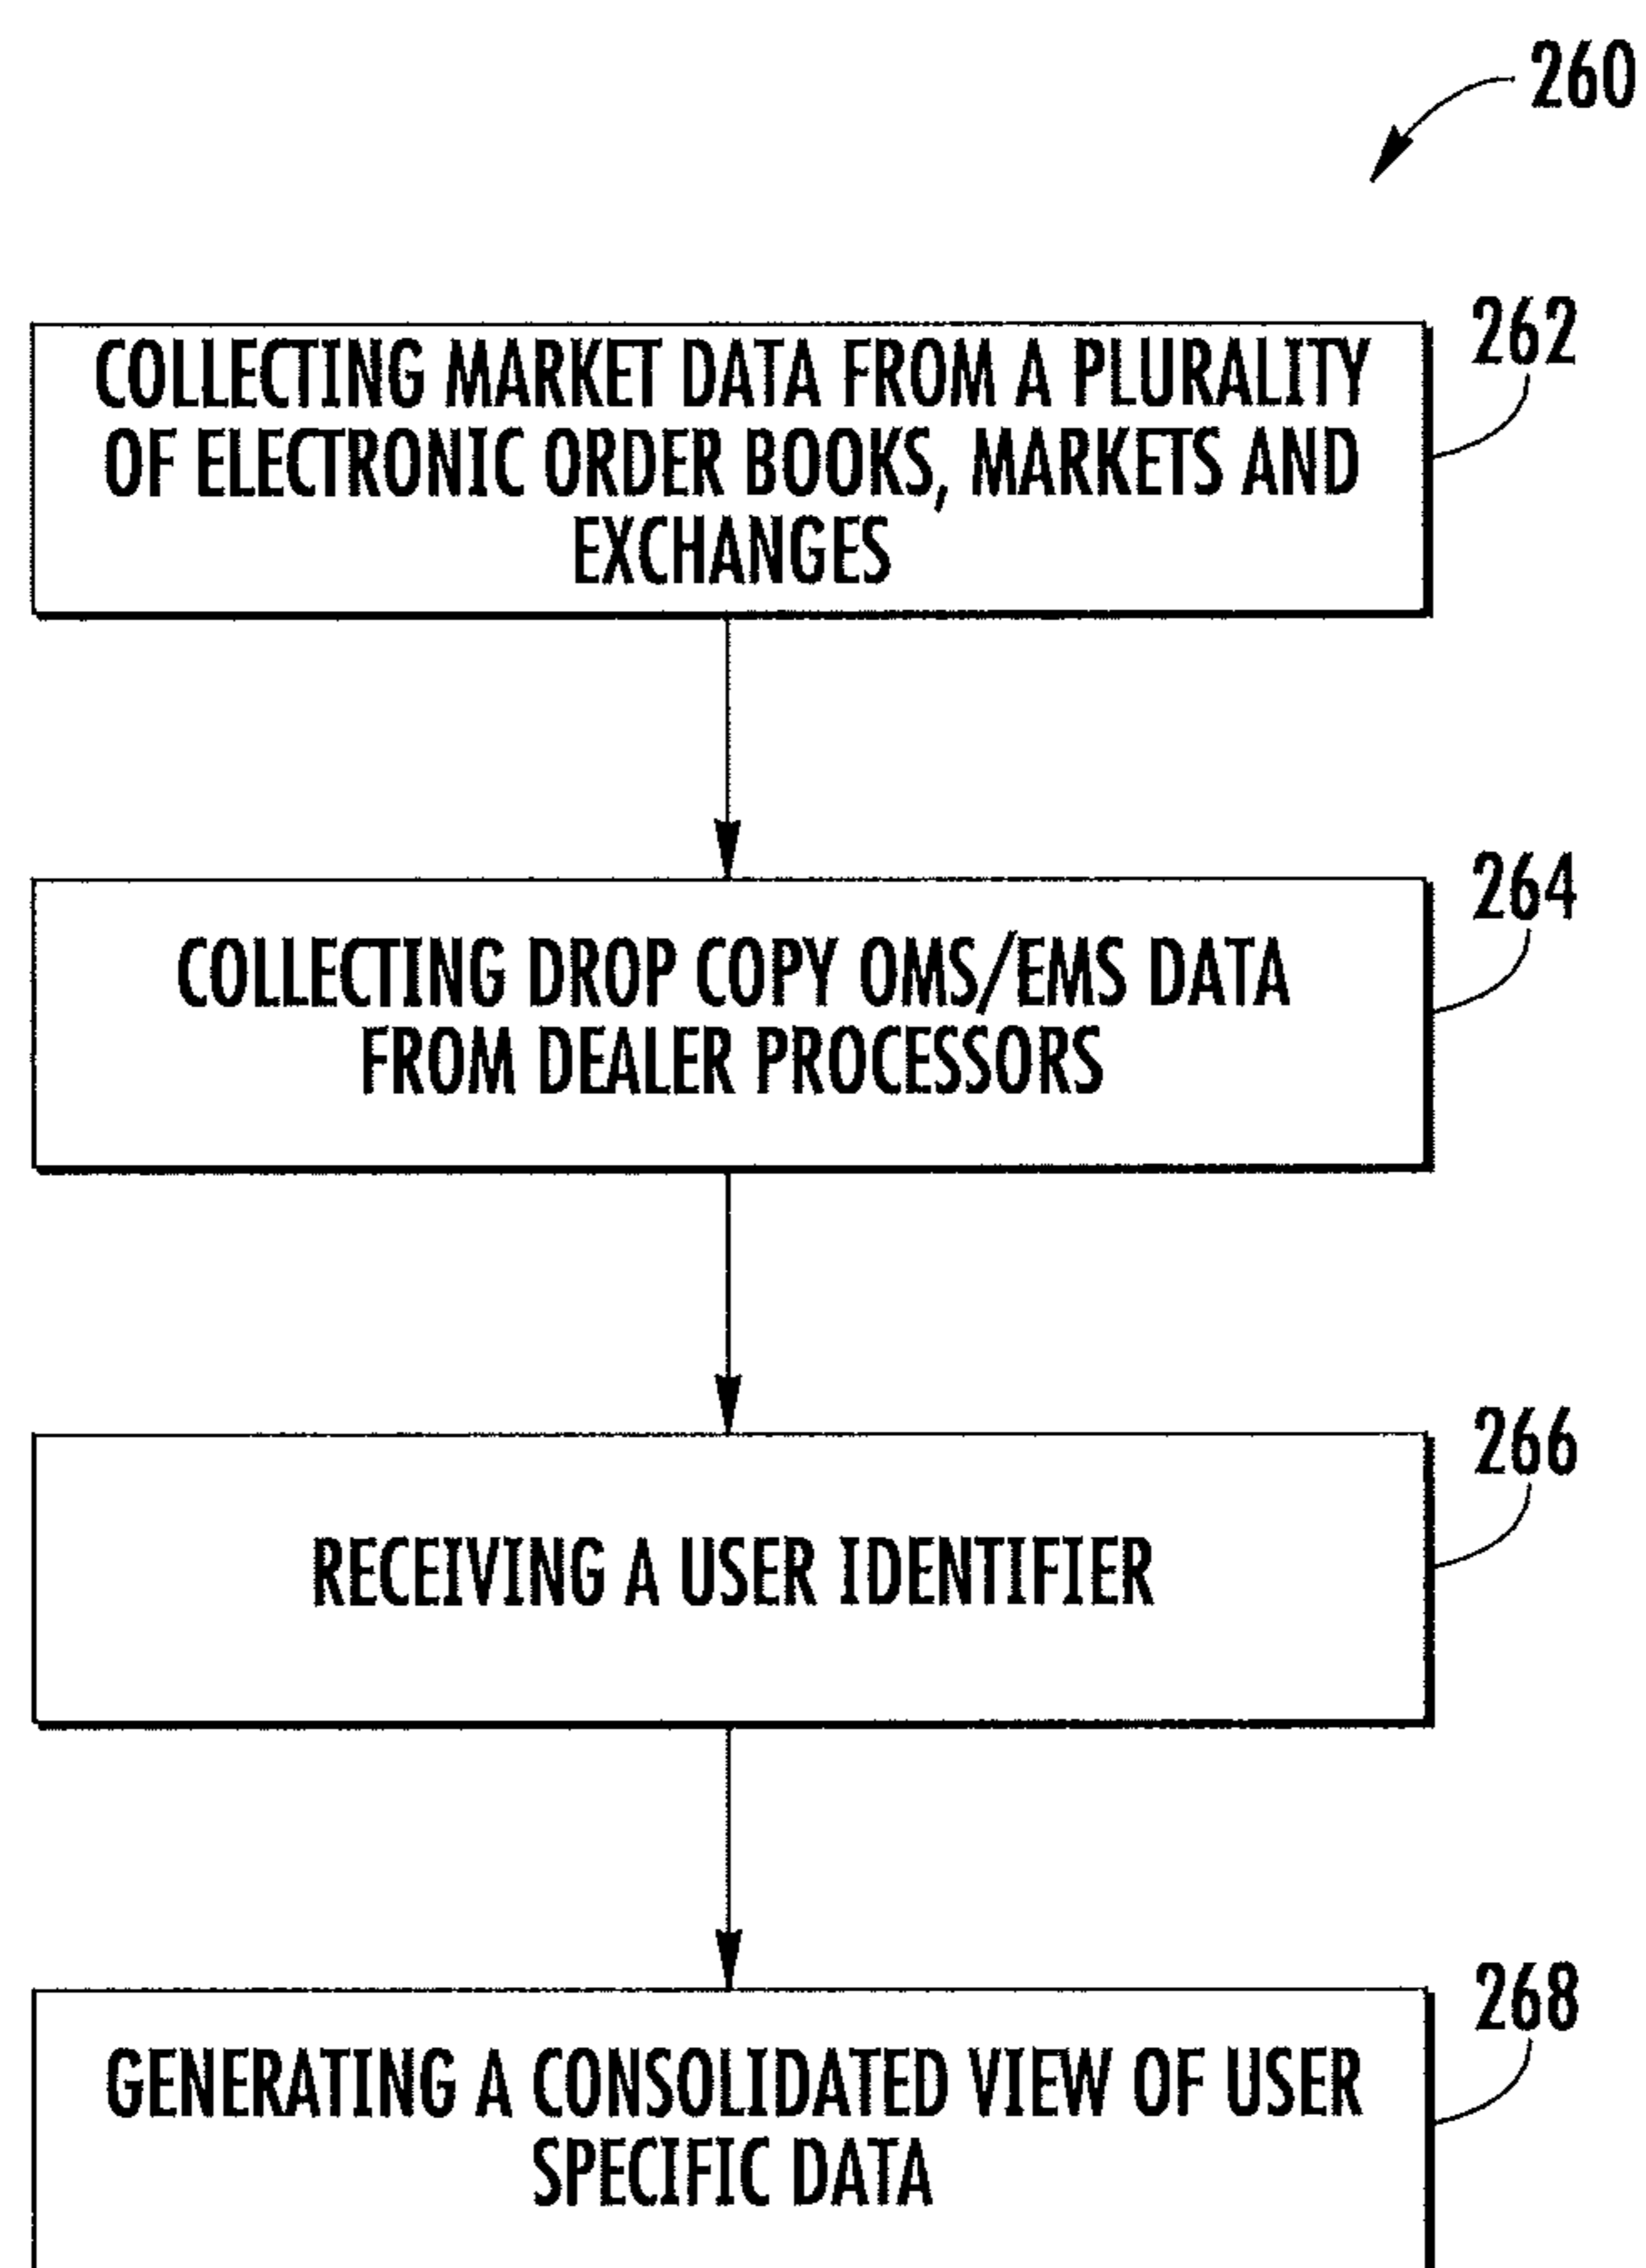 260
262
COLLECTING MARKET DATA FROM A PLURALITY
OF ELECTRONIC ORDER BOOKS, MARKETS AND
EXCHANGES
264
COLLECTING DROP COPY OMS/EMS DATA
FROM DEALER PROCESSORS
266
RECEIVING A USER IDENTIFIER
268
GENERATING A CONSOLIDATED VIEW OF USER
SPECIFIC DATA